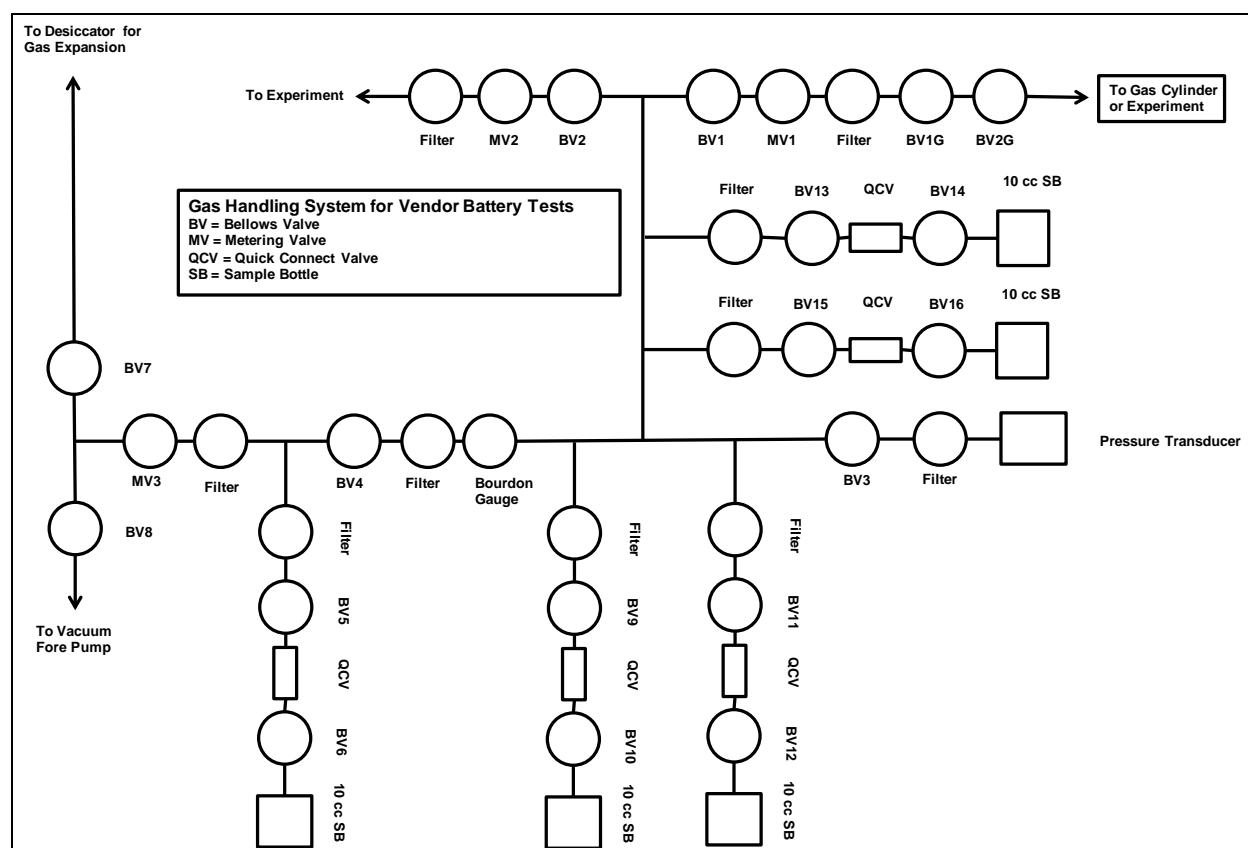 To Desiccator for
Gas Expansion
To Experiment
To Gas Cylinder
or Experiment
Filter
MV2
BV2
BV1
MV1
Filter
BV1G
BV2G
Gas Handling System for Vendor Battery Tests
BV = Bellows Valve
MV = Metering Valve
QCV = Quick Connect Valve
SB = Sample Bottle
Filter
BV13
QCV
BV14
10 cc SB
Filter
BV15
QCV
BV16
10 cc SB
BV7
MV3
Filter
BV4
Filter
Bourdon
Gauge
BV3
Filter
Pressure Transducer
BV8
To Vacuum
Fore Pump
Filter
BV5
QCV
BV6
10 cc SB
Filter
BV9
QCV
BV10
10 cc SB
Filter
BV11
QCV
BV12
10 cc SB